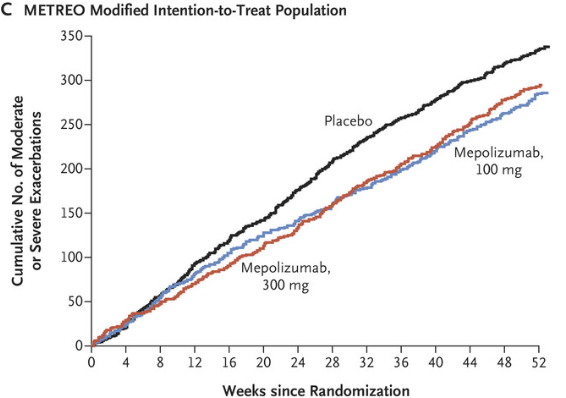 C METREO Modified Intention-to-Treat Population
Cumulative No. of Moderate
or Severe Exacerbations
350
300
250
200
150
100
50
0
Placebo
Mepolizumab,
100 mg
Mepolizumab,
300 mg
0 4 8 12 16 20 24 28 32 36 40 44 48 52
Weeks since Randomization